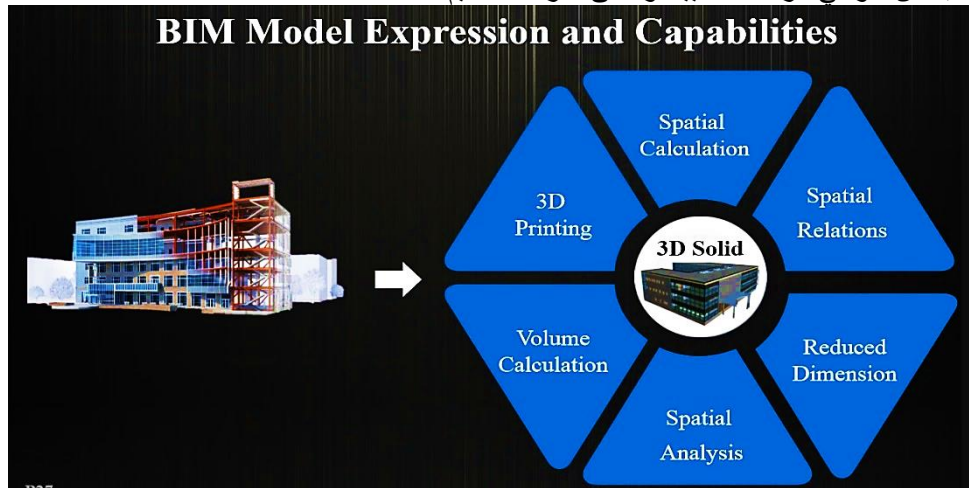 BIM Model Expression and Capabilities
Spatial
Calculation
3D
Printing
Spatial
Relations
3D Solid
Volume
Calculation
Reduced
Dimension
Spatial
Analysis